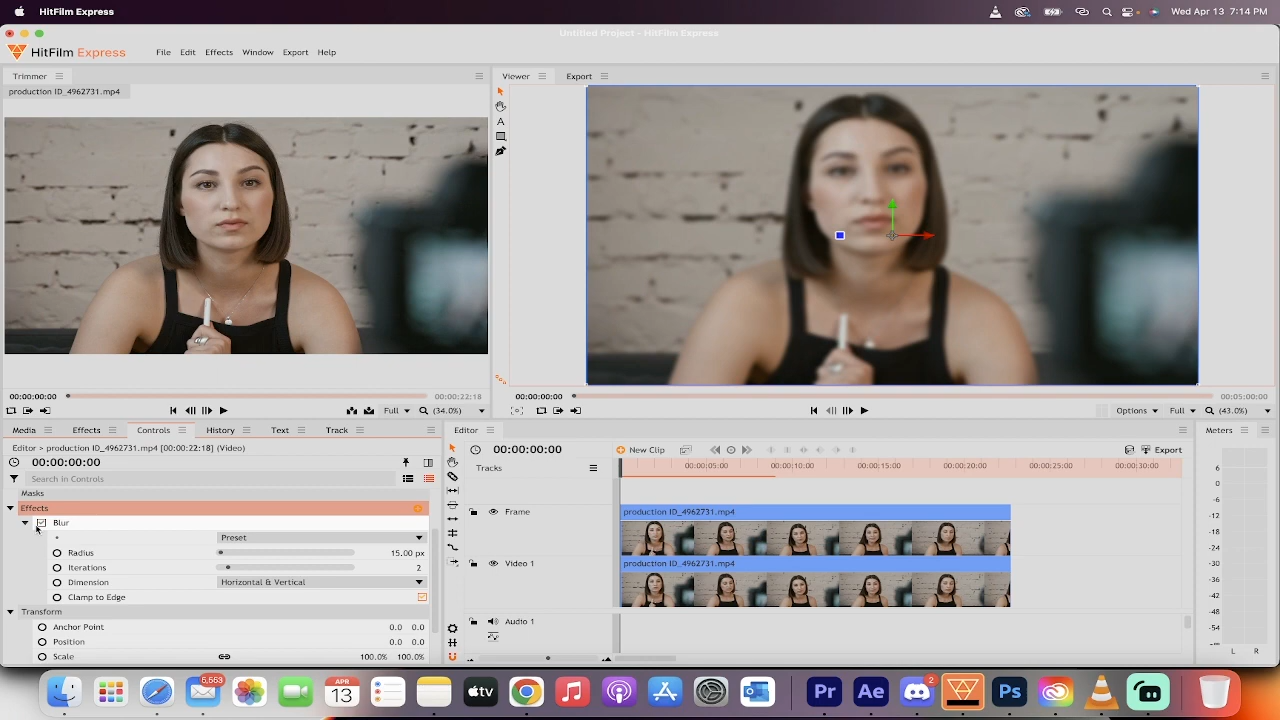 HitFilm Express
Wed Apr 13 7:14 PM
Untitled Project - HitFilm Express
HitFilm Express
File Edit Effects Window Export Help
Trimmer
Viewer Export
production ID_4962731.mp4
A
00:00:00:00
00:00:22:18
00:00:00:00
00:05:00:00
Full
(34.0%)
Options
Full
(43.0%)
Media Effects Controls History Text Track
Editor
Meters
Editor > production ID_4962731.mp4 [00:00:22:18] (Video)
00:00:00:00
00:00:00:00
New Clip
Export
Search in Controls
Tracks
00:00:05:00 00:00:10:00 00:00:15:00 00:00:20:00 00:00:25:00 00:00:30:00
Masks
Effects
Blur
Preset
Radius 15.00 px
Iterations 2
Dimension Horizontal & Vertical
Clamp to Edge
Transform
Anchor Point 0.0 0.0
Position 0.0 0.0
Scale 100.0% 100.0%
Frame
production ID_4962731.mp4
Video 1
production ID_4962731.mp4
Audio 1
6
0
-6
-12
-18
-24
-30
-36
-42
-48
-54
L R
6,663
APR
13
tv
Pr
Ae
2
Ps